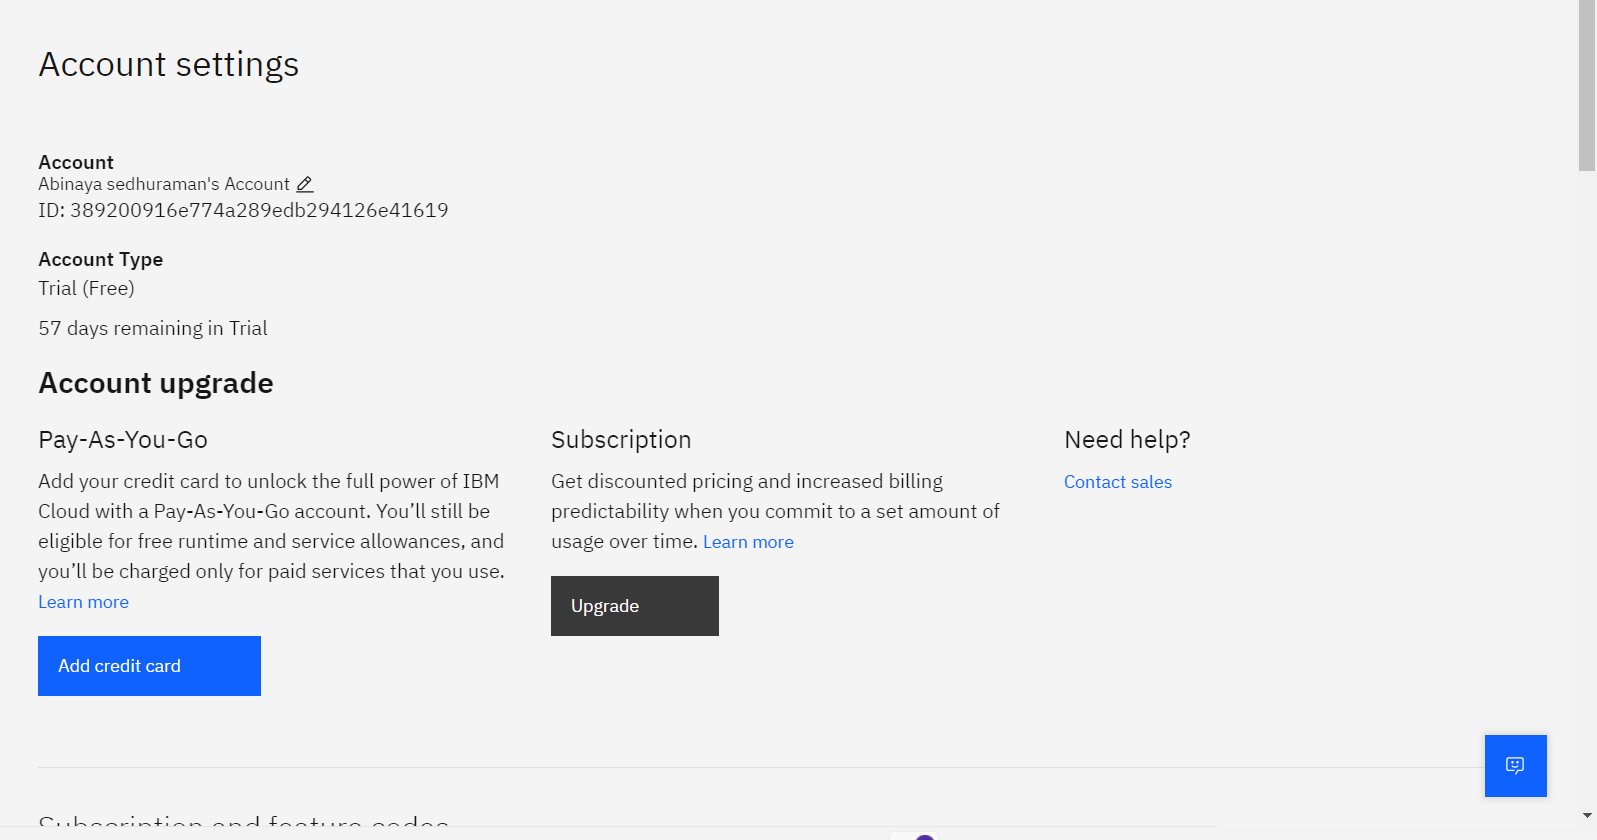 Account settings
Account
Abinaya sedhuraman's Account
ID: 389200916e774a289edb294126e41619
Account Type
Trial (Free)
57 days remaining in Trial
Account upgrade
Pay-As-You-Go
Add your credit card to unlock the full power of IBM
Cloud with a Pay-As-You-Go account. You’ll still be
eligible for free runtime and service allowances, and
you’ll be charged only for paid services that you use.
Learn more
Add credit card
Subscription
Get discounted pricing and increased billing
predictability when you commit to a set amount of
usage over time. Learn more
Upgrade
Need help?
Contact sales
Subscription and feature codes